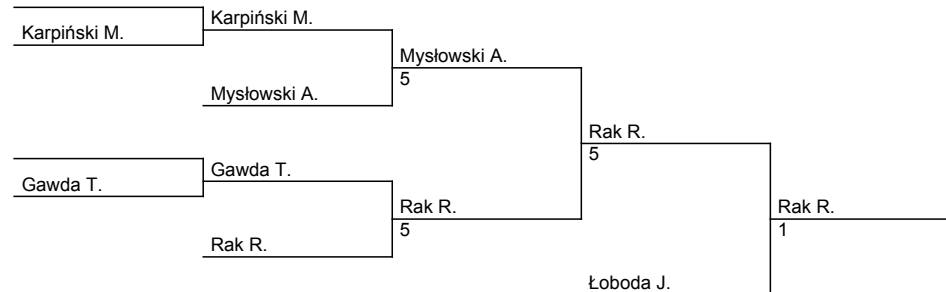 Karpiński M.
Karpiński M.
Mysłowski A.
5
Mysłowski A.
Rak R.
5
Gawda T.
Gawda T.
Rak R.
5
Rak R.
1
Rak R.
Łoboda J.